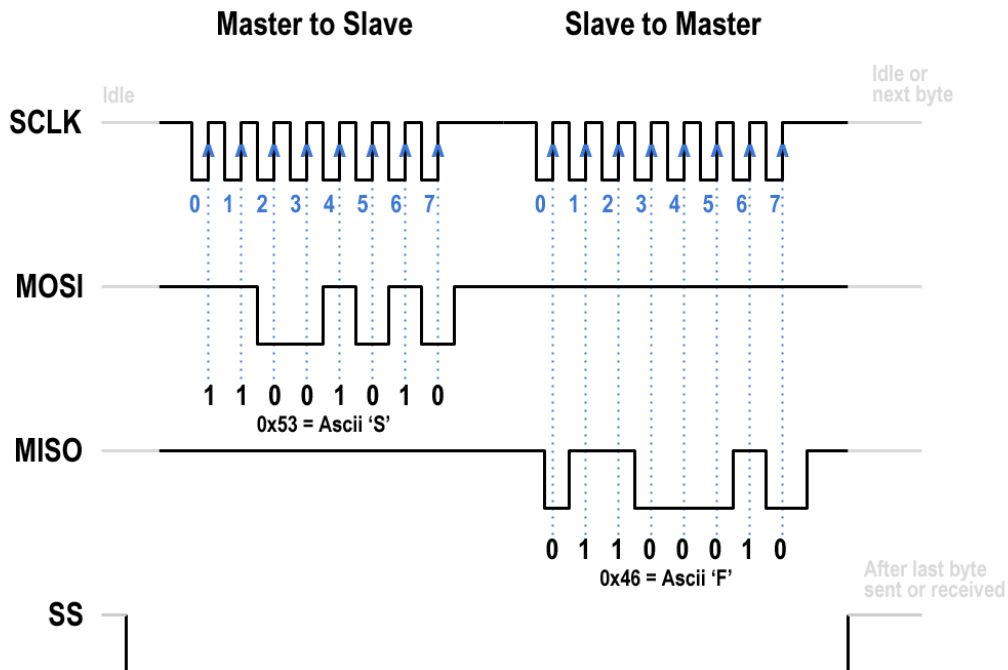 Master to Slave
Slave to Master
Idle
Idle or
next byte
SCLK
0 1 2 3 4 5 6 7
0 1 2 3 4 5 6 7
MOSI
1 1 0 0 1 0 1 0
0x53 = Ascii ‘S’
MISO
0 1 1 0 0 0 1 0
0x46 = Ascii ‘F’
After last byte
sent or received
SS